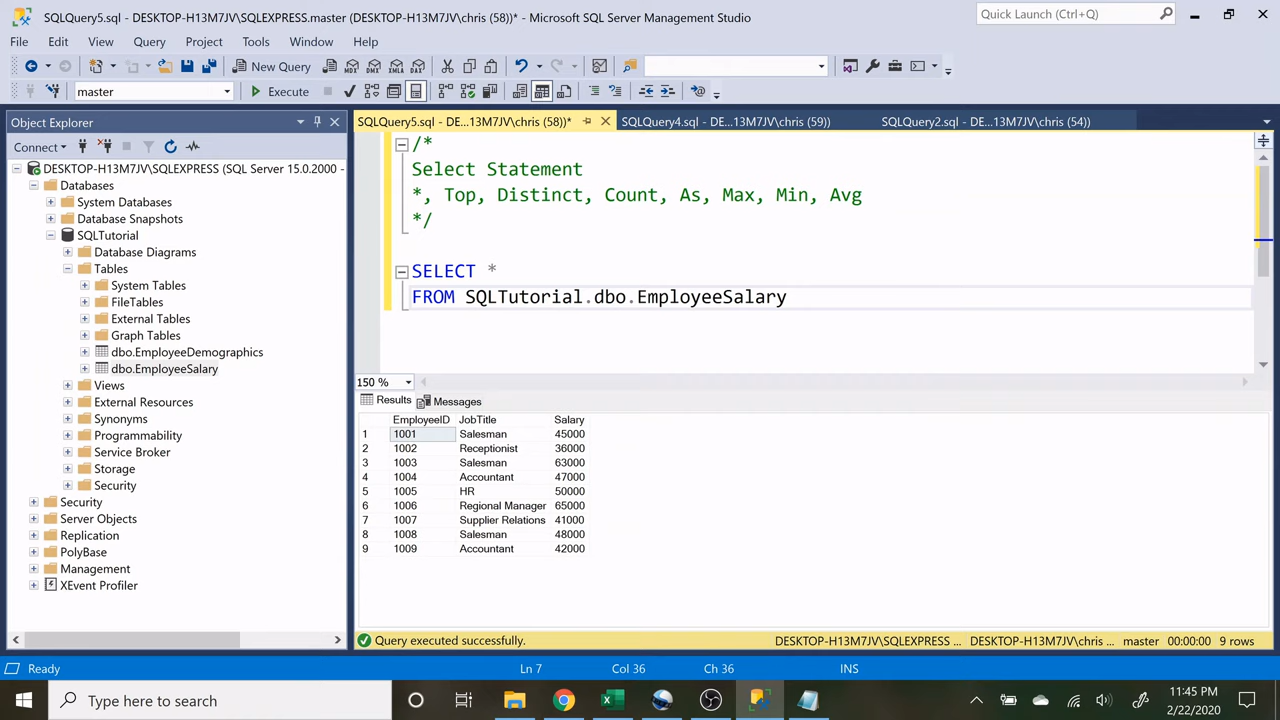 SQLQuery5.sql - DESKTOP-H13M7JV\SQLEXPRESS.master (DESKTOP-H13M7JV\chris (58))* - Microsoft SQL Server Management Studio
Quick Launch (Ctrl+Q)
File Edit View Query Project Tools Window Help
New Query
MDX DMX XMLA DAX
master
Execute
Object Explorer
Connect
DESKTOP-H13M7JV\SQLEXPRESS (SQL Server 15.0.2000 -
Databases
System Databases
Database Snapshots
SQLTutorial
Database Diagrams
Tables
System Tables
FileTables
External Tables
Graph Tables
dbo.EmployeeDemographics
dbo.EmployeeSalary
Views
External Resources
Synonyms
Programmability
Service Broker
Storage
Security
Security
Server Objects
Replication
PolyBase
Management
XEvent Profiler
SQLQuery5.sql - DE...13M7JV\chris (58))* SQLQuery4.sql - DE...13M7JV\chris (59)) SQLQuery2.sql - DE...13M7JV\chris (54))
/*
Select Statement
*, Top, Distinct, Count, As, Max, Min, Avg
*/
SELECT *
FROM SQLTutorial.dbo.EmployeeSalary
150 %
Results Messages
EmployeeID JobTitle Salary
1 1001 Salesman 45000
2 1002 Receptionist 36000
3 1003 Salesman 63000
4 1004 Accountant 47000
5 1005 HR 50000
6 1006 Regional Manager 65000
7 1007 Supplier Relations 41000
8 1008 Salesman 48000
9 1009 Accountant 42000
Query executed successfully. DESKTOP-H13M7JV\SQLEXPRESS ... DESKTOP-H13M7JV\chris ... master 00:00:00 9 rows
Ready Ln 7 Col 36 Ch 36 INS
Type here to search
11:45 PM
2/22/2020